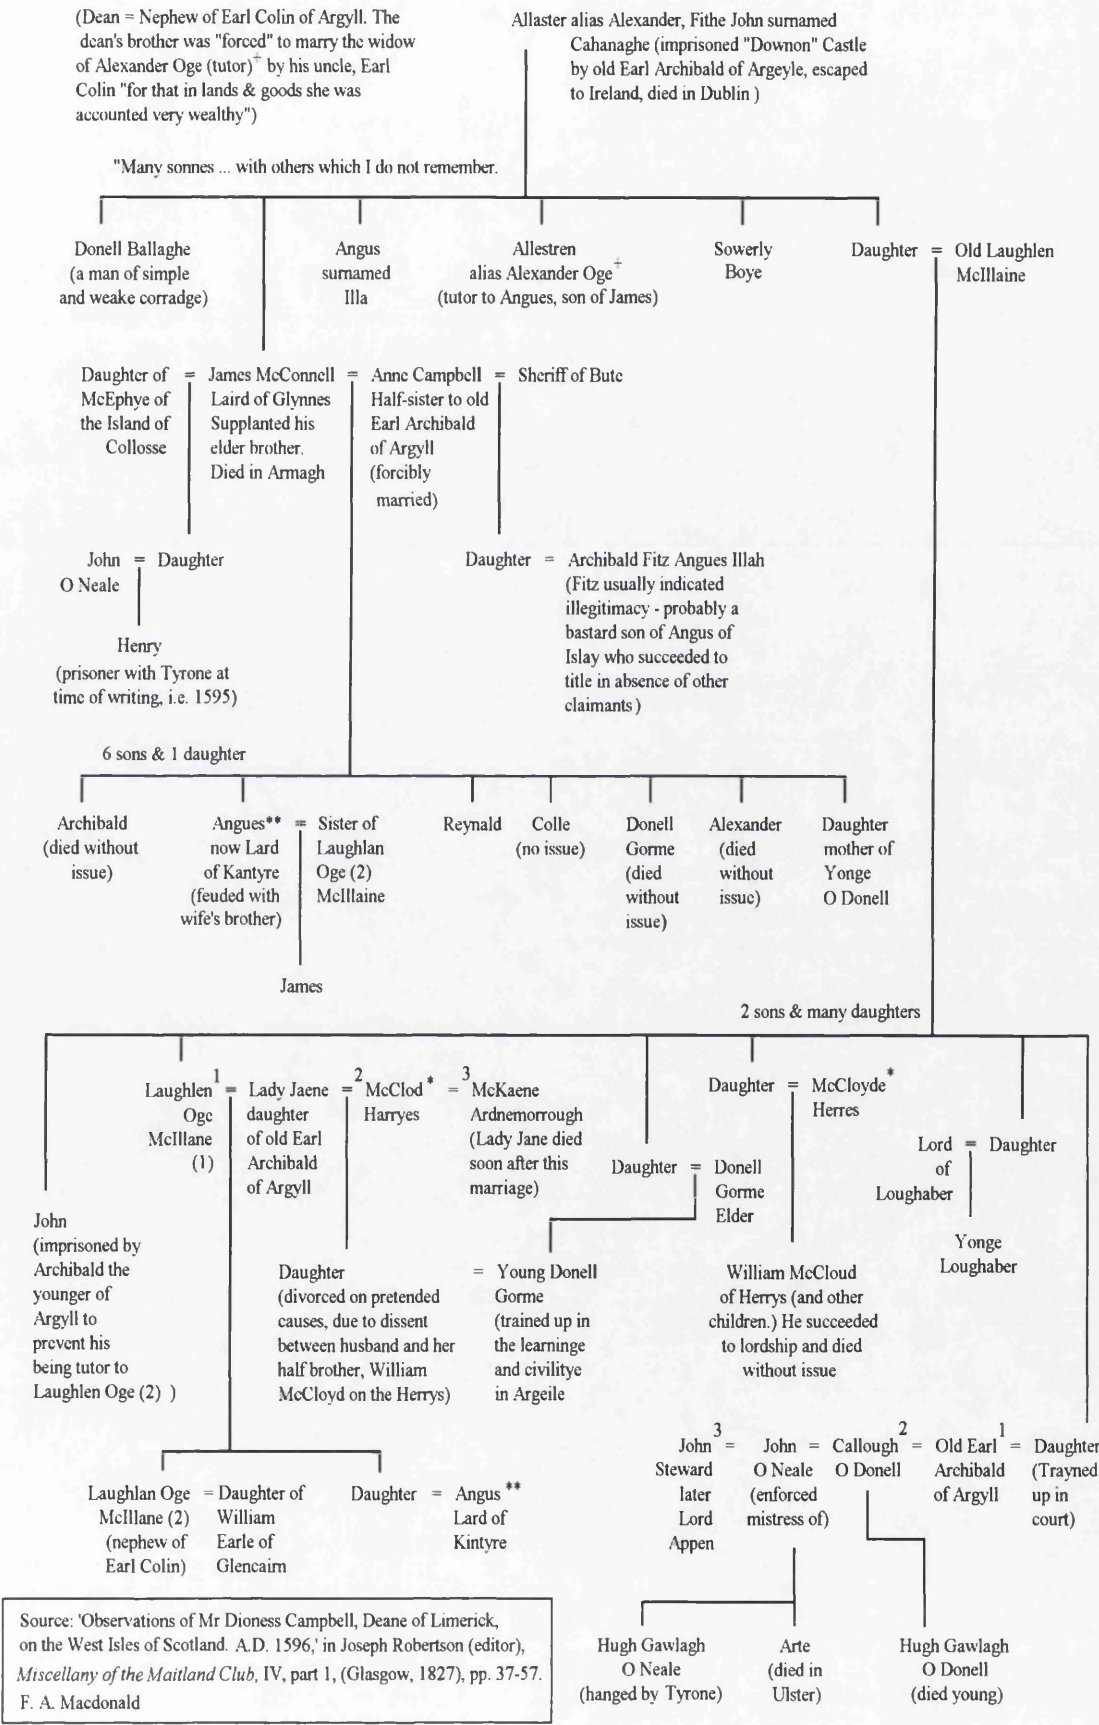 (Dean = Nephew of Earl Colin of Argyll. The
dean's brother was "forced" to marry the widow
of Alexander Oge (tutor)+ by his uncle, Earl
Colin "for that in lands & goods she was
accounted very wealthy")
Allaster alias Alexander, Fithe John surnamed
Cahanaghe (imprisoned "Downon" Castle
by old Earl Archibald of Argeyle, escaped
to Ireland, died in Dublin )
"Many sonnes ... with others which I do not remember.
Donell Ballaghe
(a man of simple
and weake corradge)
Angus
surnamed
Illa
Allestren
alias Alexander Oge+
(tutor to Angues, son of James)
Sowerly
Boye
Daughter = Old Laughlen
McIllaine
Daughter of
McEphye of
the Island of
Collosse
= James McConnell =
Laird of Glynnes
Supplanted his
elder brother.
Died in Armagh
Anne Campbell = Sheriff of Bute
Half-sister to old
Earl Archibald
of Argyll
(forcibly
married)
John = Daughter
O Neale
Henry
(prisoner with Tyrone at
time of writing, i.e. 1595)
Daughter = Archibald Fitz Angues Illah
(Fitz usually indicated
illegitimacy - probably a
bastard son of Angus of
Islay who succeeded to
title in absence of other
claimants )
6 sons & 1 daughter
Archibald
(died without
issue)
Angues** =
now Lard
of Kantyre
(feuded with
wife's brother)
Sister of
Laughlan
Oge (2)
McIllaine
Reynald
Colle
(no issue)
Donell
Gorme
(died
without
issue)
Alexander
(died
without
issue)
Daughter
mother of
Yonge
O Donell
James
2 sons & many daughters
Laughlen 1 =
Oge
McIllane
(1)
Lady Jaene
daughter
of old Earl
Archibald
of Argyll
= 2 McClod *
Harryes
= 3 McKaene
Ardnemorrough
(Lady Jane died
soon after this
marriage)
Daughter = Donell
Gorme
Elder
Daughter = McCloyde*
Herres
Lord = Daughter
of
Loughaber
Yonge
Loughaber
John
(imprisoned by
Archibald the
younger of
Argyll to
prevent his
being tutor to
Laughlen Oge (2) )
Daughter
(divorced on pretended
causes, due to dissent
between husband and her
half brother, William
McCloyd on the Herrys)
= Young Donell
Gorme
(trained up in
the learninge
and civilitye
in Argeile
William McCloud
of Herrys (and other
children.) He succeeded
to lordship and died
without issue
Laughlan Oge
McIllane (2)
(nephew of
Earl Colin)
= Daughter of
William
Earle of
Glencairn
Daughter = Angus **
Lard of
Kintyre
John 3 =
Steward
later
Lord
Appen
John =
O Neale
(enforced
mistress of)
Callough 2 =
O Donell
Old Earl 1 =
Archibald
of Argyll
Daughter
(Trayned
up in
court)
Hugh Gawlagh
O Neale
(hanged by Tyrone)
Arte
(died in
Ulster)
Hugh Gawlagh
O Donell
(died young)
Source: 'Observations of Mr Dioness Campbell, Deane of Limerick,
on the West Isles of Scotland. A.D. 1596,' in Joseph Robertson (editor),
Miscellany of the Maitland Club, IV, part 1, (Glasgow, 1827), pp. 37-57.
F. A. Macdonald